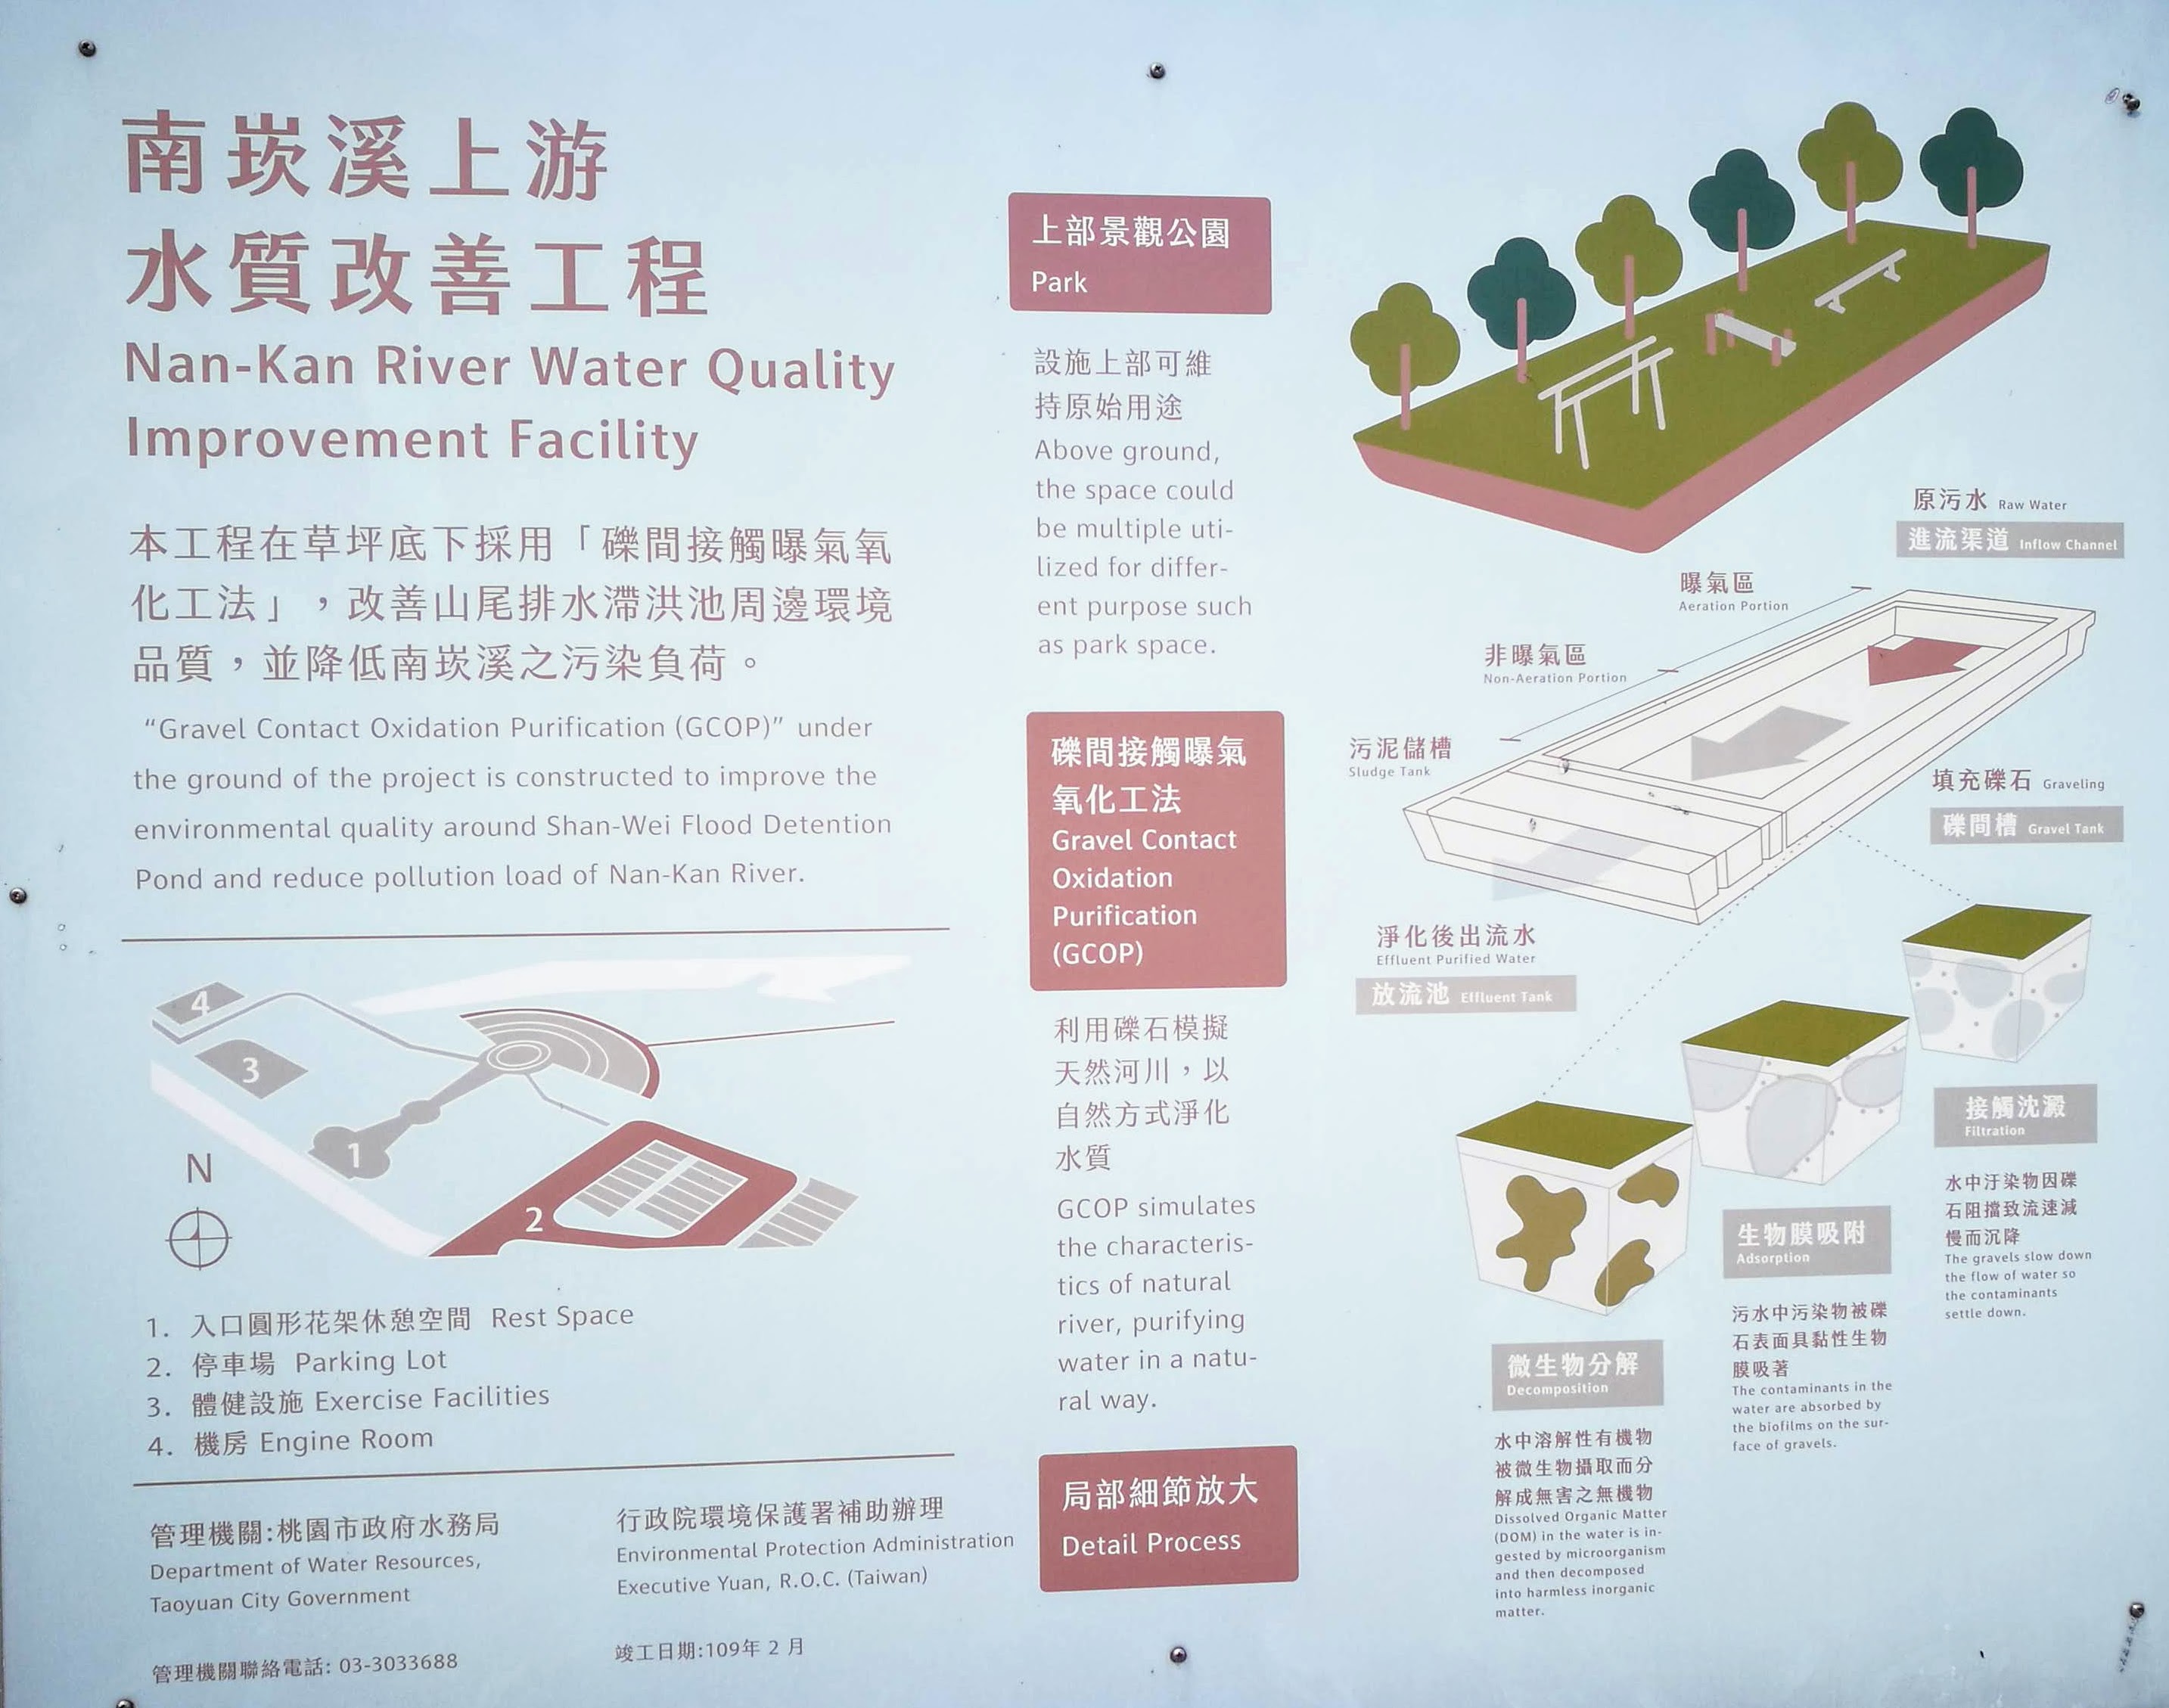 南崁溪上游
水質改善工程
Nan-Kan River Water Quality
Improvement Facility
本工程在草坪底下採用「礫間接觸曝氣氧
化工法」，改善山尾排水滯洪池周邊環境
品質，並降低南崁溪之污染負荷。
“Gravel Contact Oxidation Purification (GCOP)” under
the ground of the project is constructed to improve the
environmental quality around Shan-Wei Flood Detention
Pond and reduce pollution load of Nan-Kan River.
4
3
1
2
N
1. 入口圓形花架休憩空間 Rest Space
2. 停車場 Parking Lot
3. 體健設施 Exercise Facilities
4. 機房 Engine Room
管理機關:桃園市政府水務局
Department of Water Resources,
Taoyuan City Government
管理機關聯絡電話: 03-3033688
行政院環境保護署補助辦理
Environmental Protection Administration
Executive Yuan, R.O.C. (Taiwan)
竣工日期:109年 2 月
上部景觀公園
Park
設施上部可維
持原始用途
Above ground,
the space could
be multiple uti-
lized for differ-
ent purpose such
as park space.
礫間接觸曝氣
氧化工法
Gravel Contact
Oxidation
Purification
(GCOP)
利用礫石模擬
天然河川，以
自然方式淨化
水質
GCOP simulates
the characteris-
tics of natural
river, purifying
water in a natu-
ral way.
局部細節放大
Detail Process
原污水 Raw Water
進流渠道 Inflow Channel
曝氣區
Aeration Portion
非曝氣區
Non-Aeration Portion
污泥儲槽
Sludge Tank
填充礫石 Graveling
礫間槽 Gravel Tank
淨化後出流水
Effluent Purified Water
放流池 Effluent Tank
接觸沈澱
Filtration
水中汙染物因礫
石阻擋致流速減
慢而沉降
The gravels slow down
the flow of water so
the contaminants
settle down.
生物膜吸附
Adsorption
污水中污染物被礫
石表面具黏性生物
膜吸著
The contaminants in the
water are absorbed by
the biofilms on the sur-
face of gravels.
微生物分解
Decomposition
水中溶解性有機物
被微生物攝取而分
解成無害之無機物
Dissolved Organic Matter
(DOM) in the water is in-
gested by microorganism
and then decomposed
into harmless inorganic
matter.